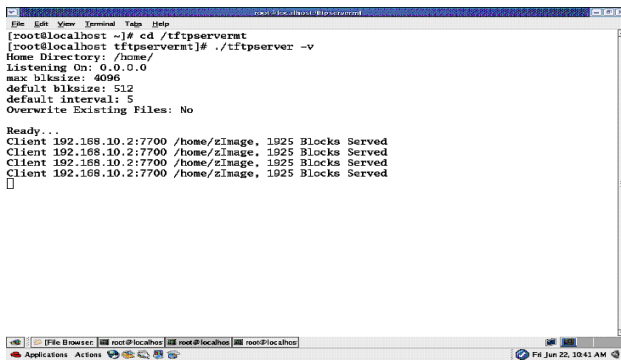 root@localhost:/tftpservermt
File Edit View Terminal Tabs Help
[root@localhost ~]# cd /tftpservermt
[root@localhost tftpservermt]# ./tftpserver -v
Home Directory: /home/
Listening On: 0.0.0.0
max blksize: 4096
defult blksize: 512
default interval: 5
Overwrite Existing Files: No
Ready...
Client 192.168.10.2:7700 /home/zImage, 1925 Blocks Served
Client 192.168.10.2:7700 /home/zImage, 1925 Blocks Served
Client 192.168.10.2:7700 /home/zImage, 1925 Blocks Served
Client 192.168.10.2:7700 /home/zImage, 1925 Blocks Served
[File Browser: root@localhos root@localhos root@localhos
Applications Actions Fri Jun 22, 10:41 AM